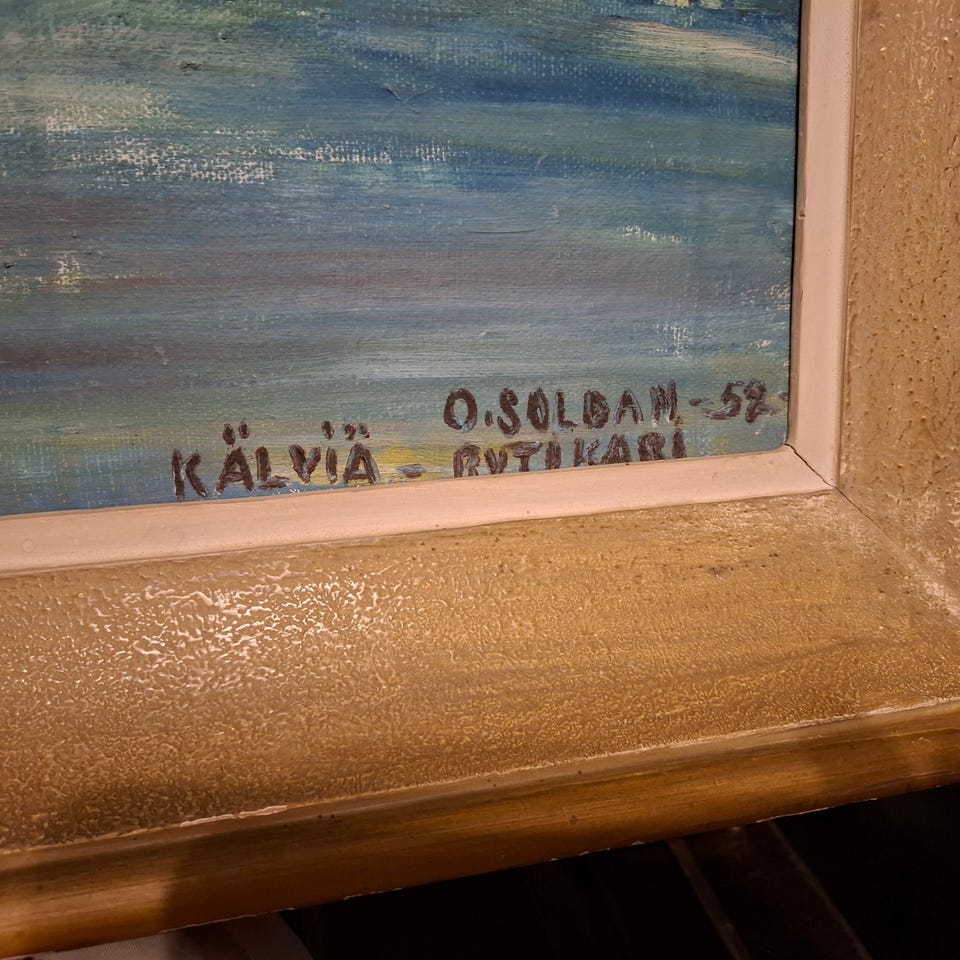 O. SOLDAN -52
KÄLVIÄ - RYTIKARI